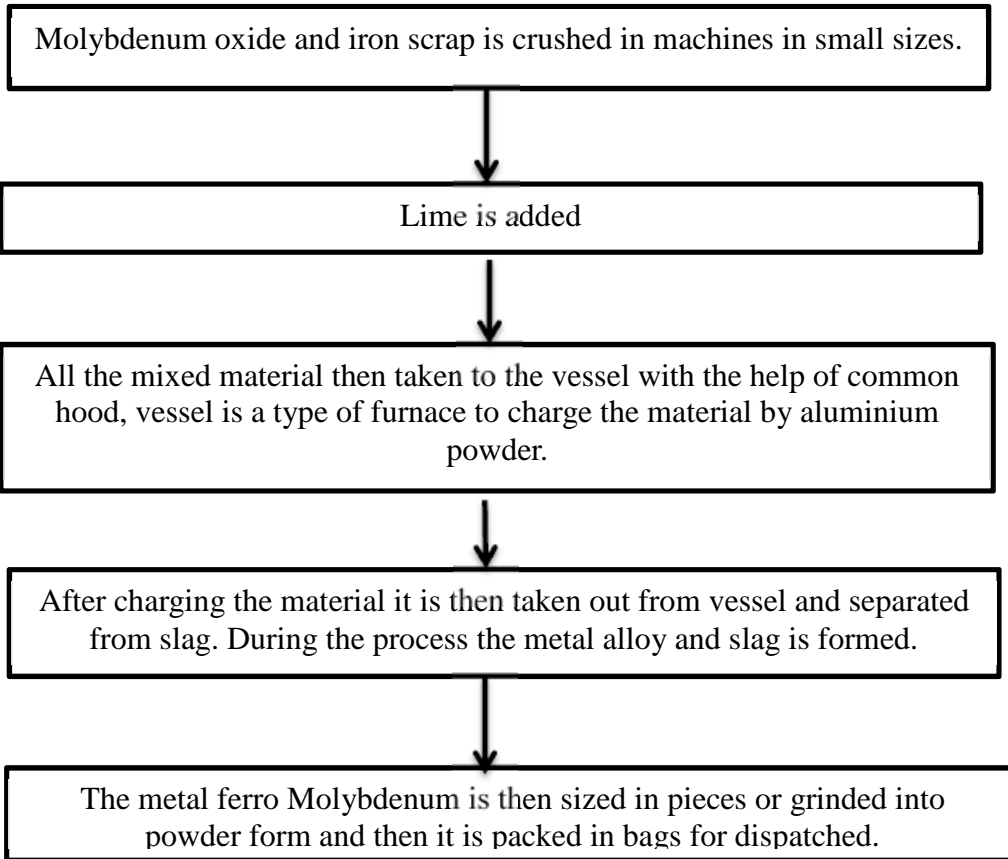 Molybdenum oxide and iron scrap is crushed in machines in small sizes.
Lime is added
All the mixed material then taken to the vessel with the help of common
hood, vessel is a type of furnace to charge the material by aluminium
powder.
After charging the material it is then taken out from vessel and separated
from slag. During the process the metal alloy and slag is formed.
The metal ferro Molybdenum is then sized in pieces or grinded into
powder form and then it is packed in bags for dispatched.